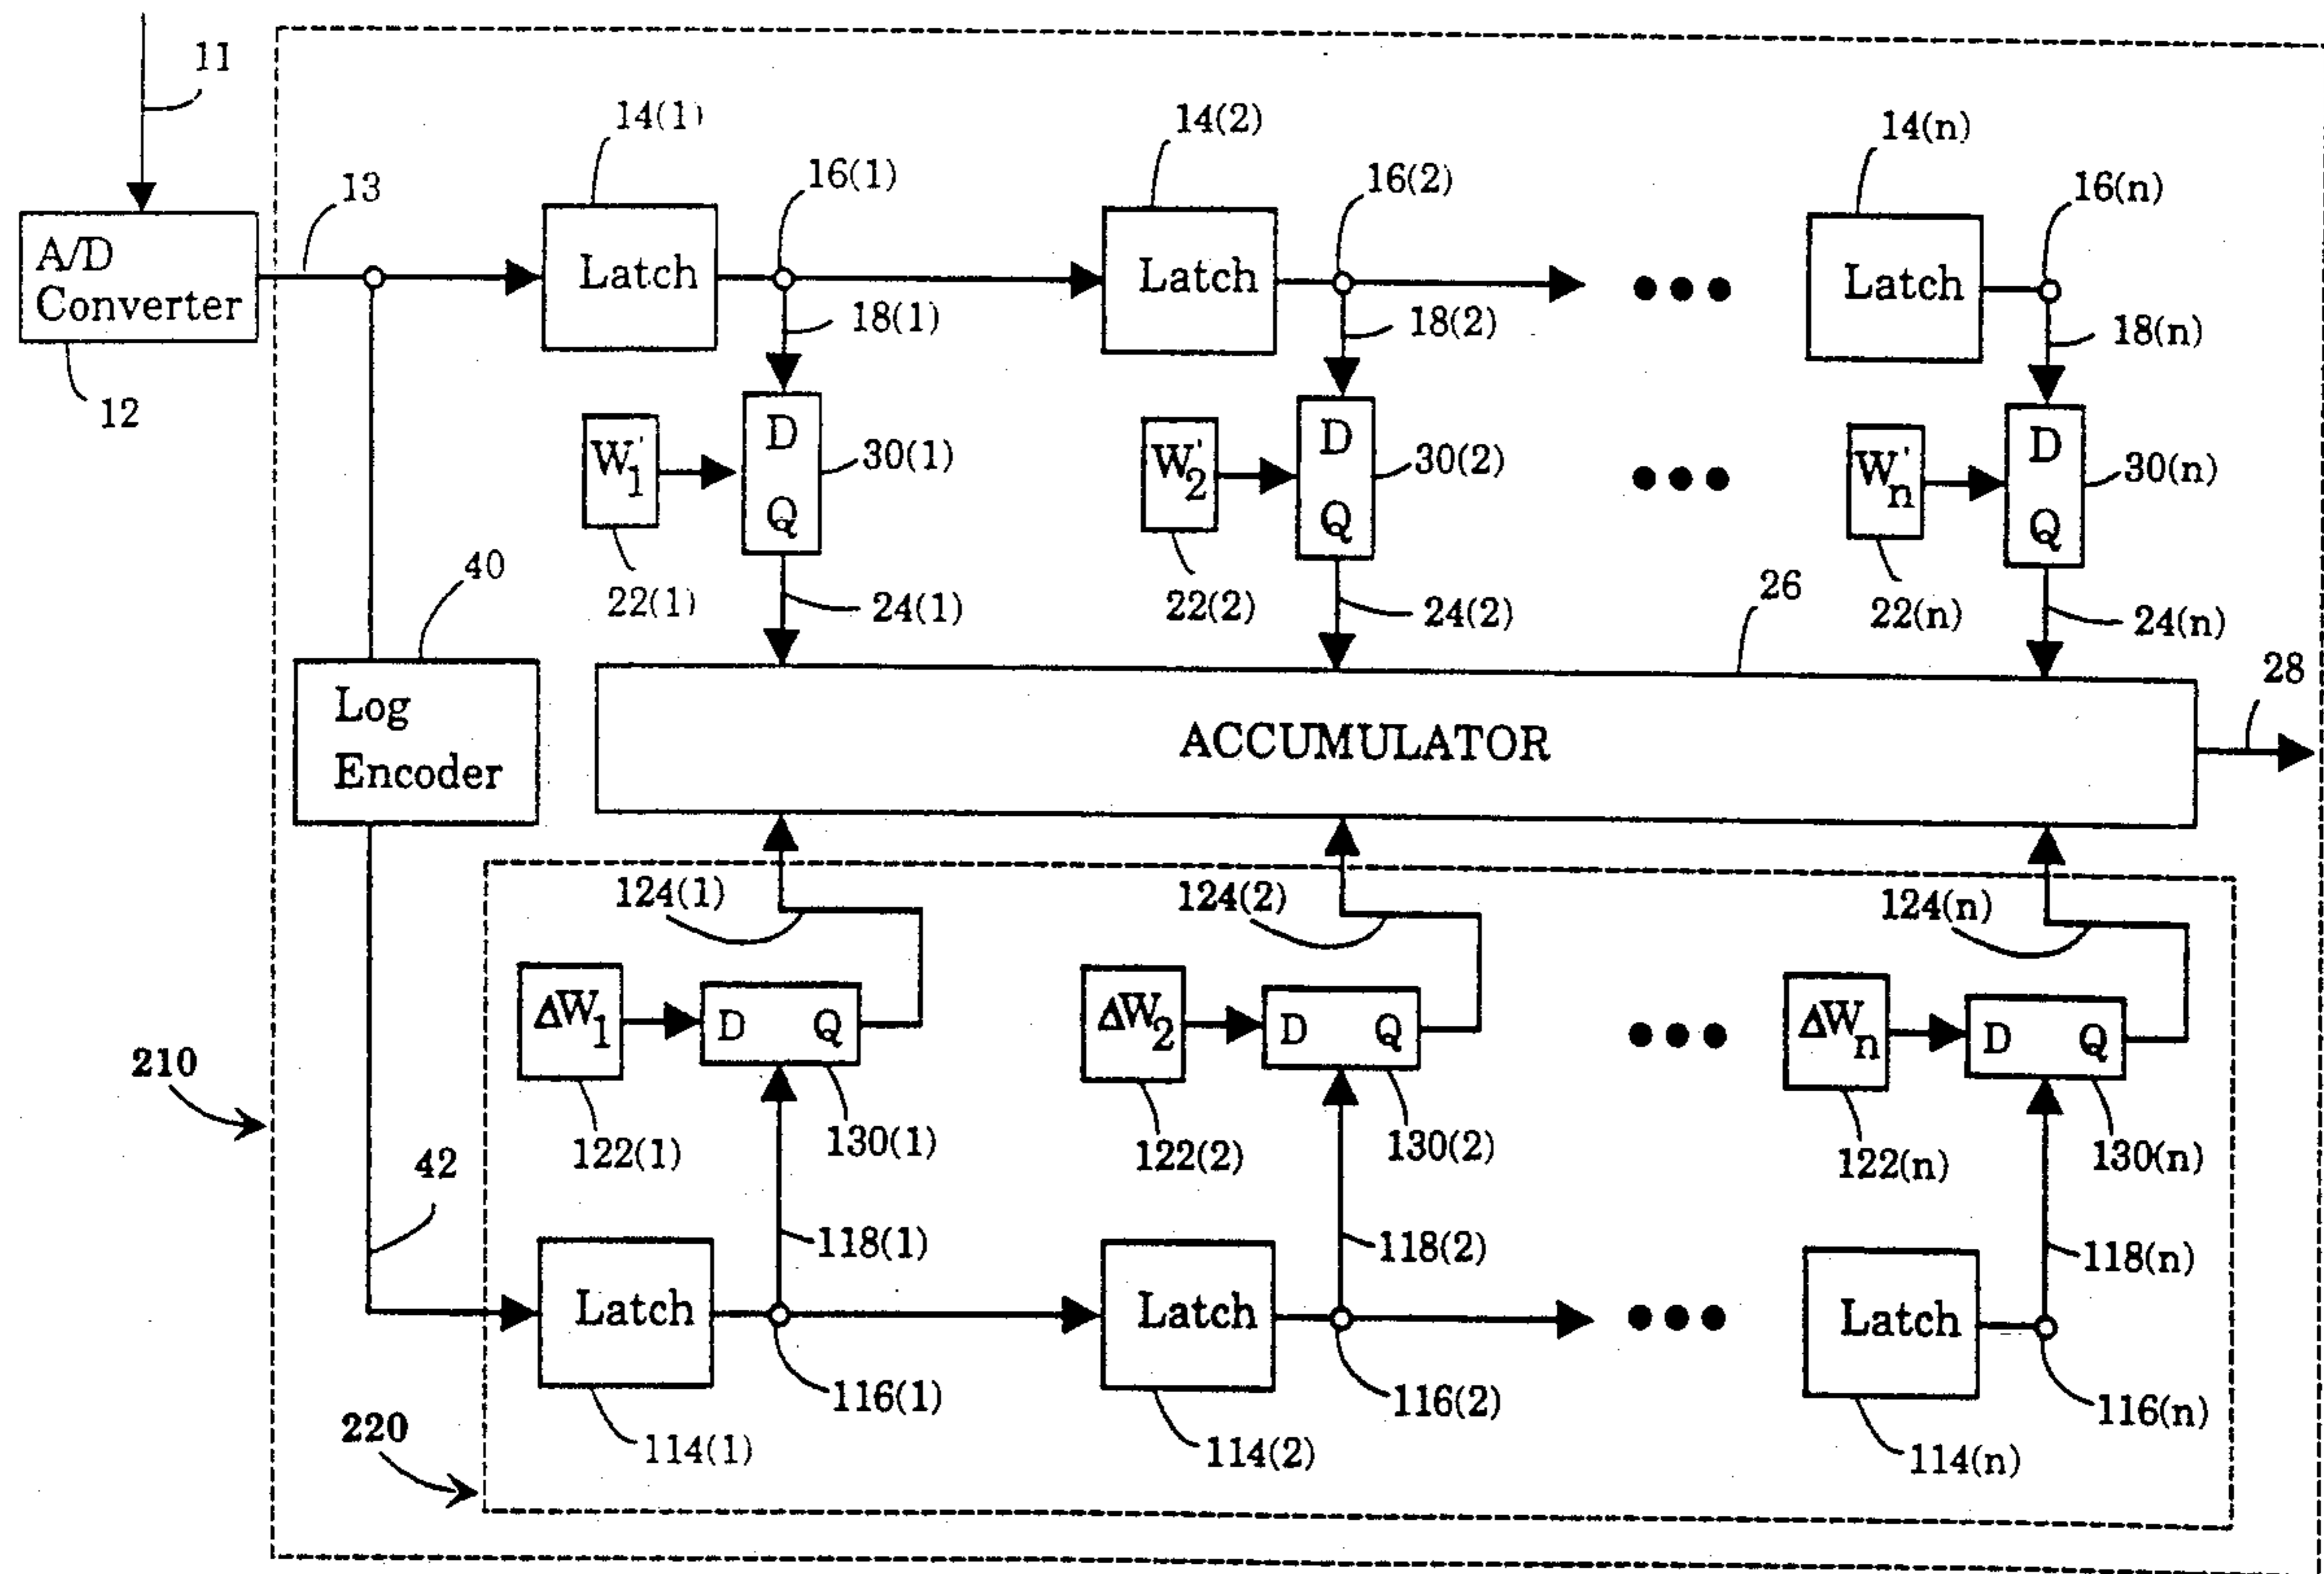 11
14(1)
14(2)
14(n)
13
16(1)
16(2)
16(n)
A/D
Converter
Latch
Latch
Latch
12
18(1)
18(2)
18(n)
W'1
D
Q
30(1)
W'2
D
Q
30(2)
W'n
D
Q
30(n)
40
22(1)
24(1)
22(2)
24(2)
26
22(n)
24(n)
28
Log
Encoder
ACCUMULATOR
124(1)
124(2)
124(n)
ΔW1
D Q
ΔW2
D Q
ΔWn
D Q
210
122(1)
130(1)
122(2)
130(2)
122(n)
130(n)
42
118(1)
118(2)
118(n)
Latch
Latch
Latch
116(1)
116(2)
116(n)
220
114(1)
114(2)
114(n)